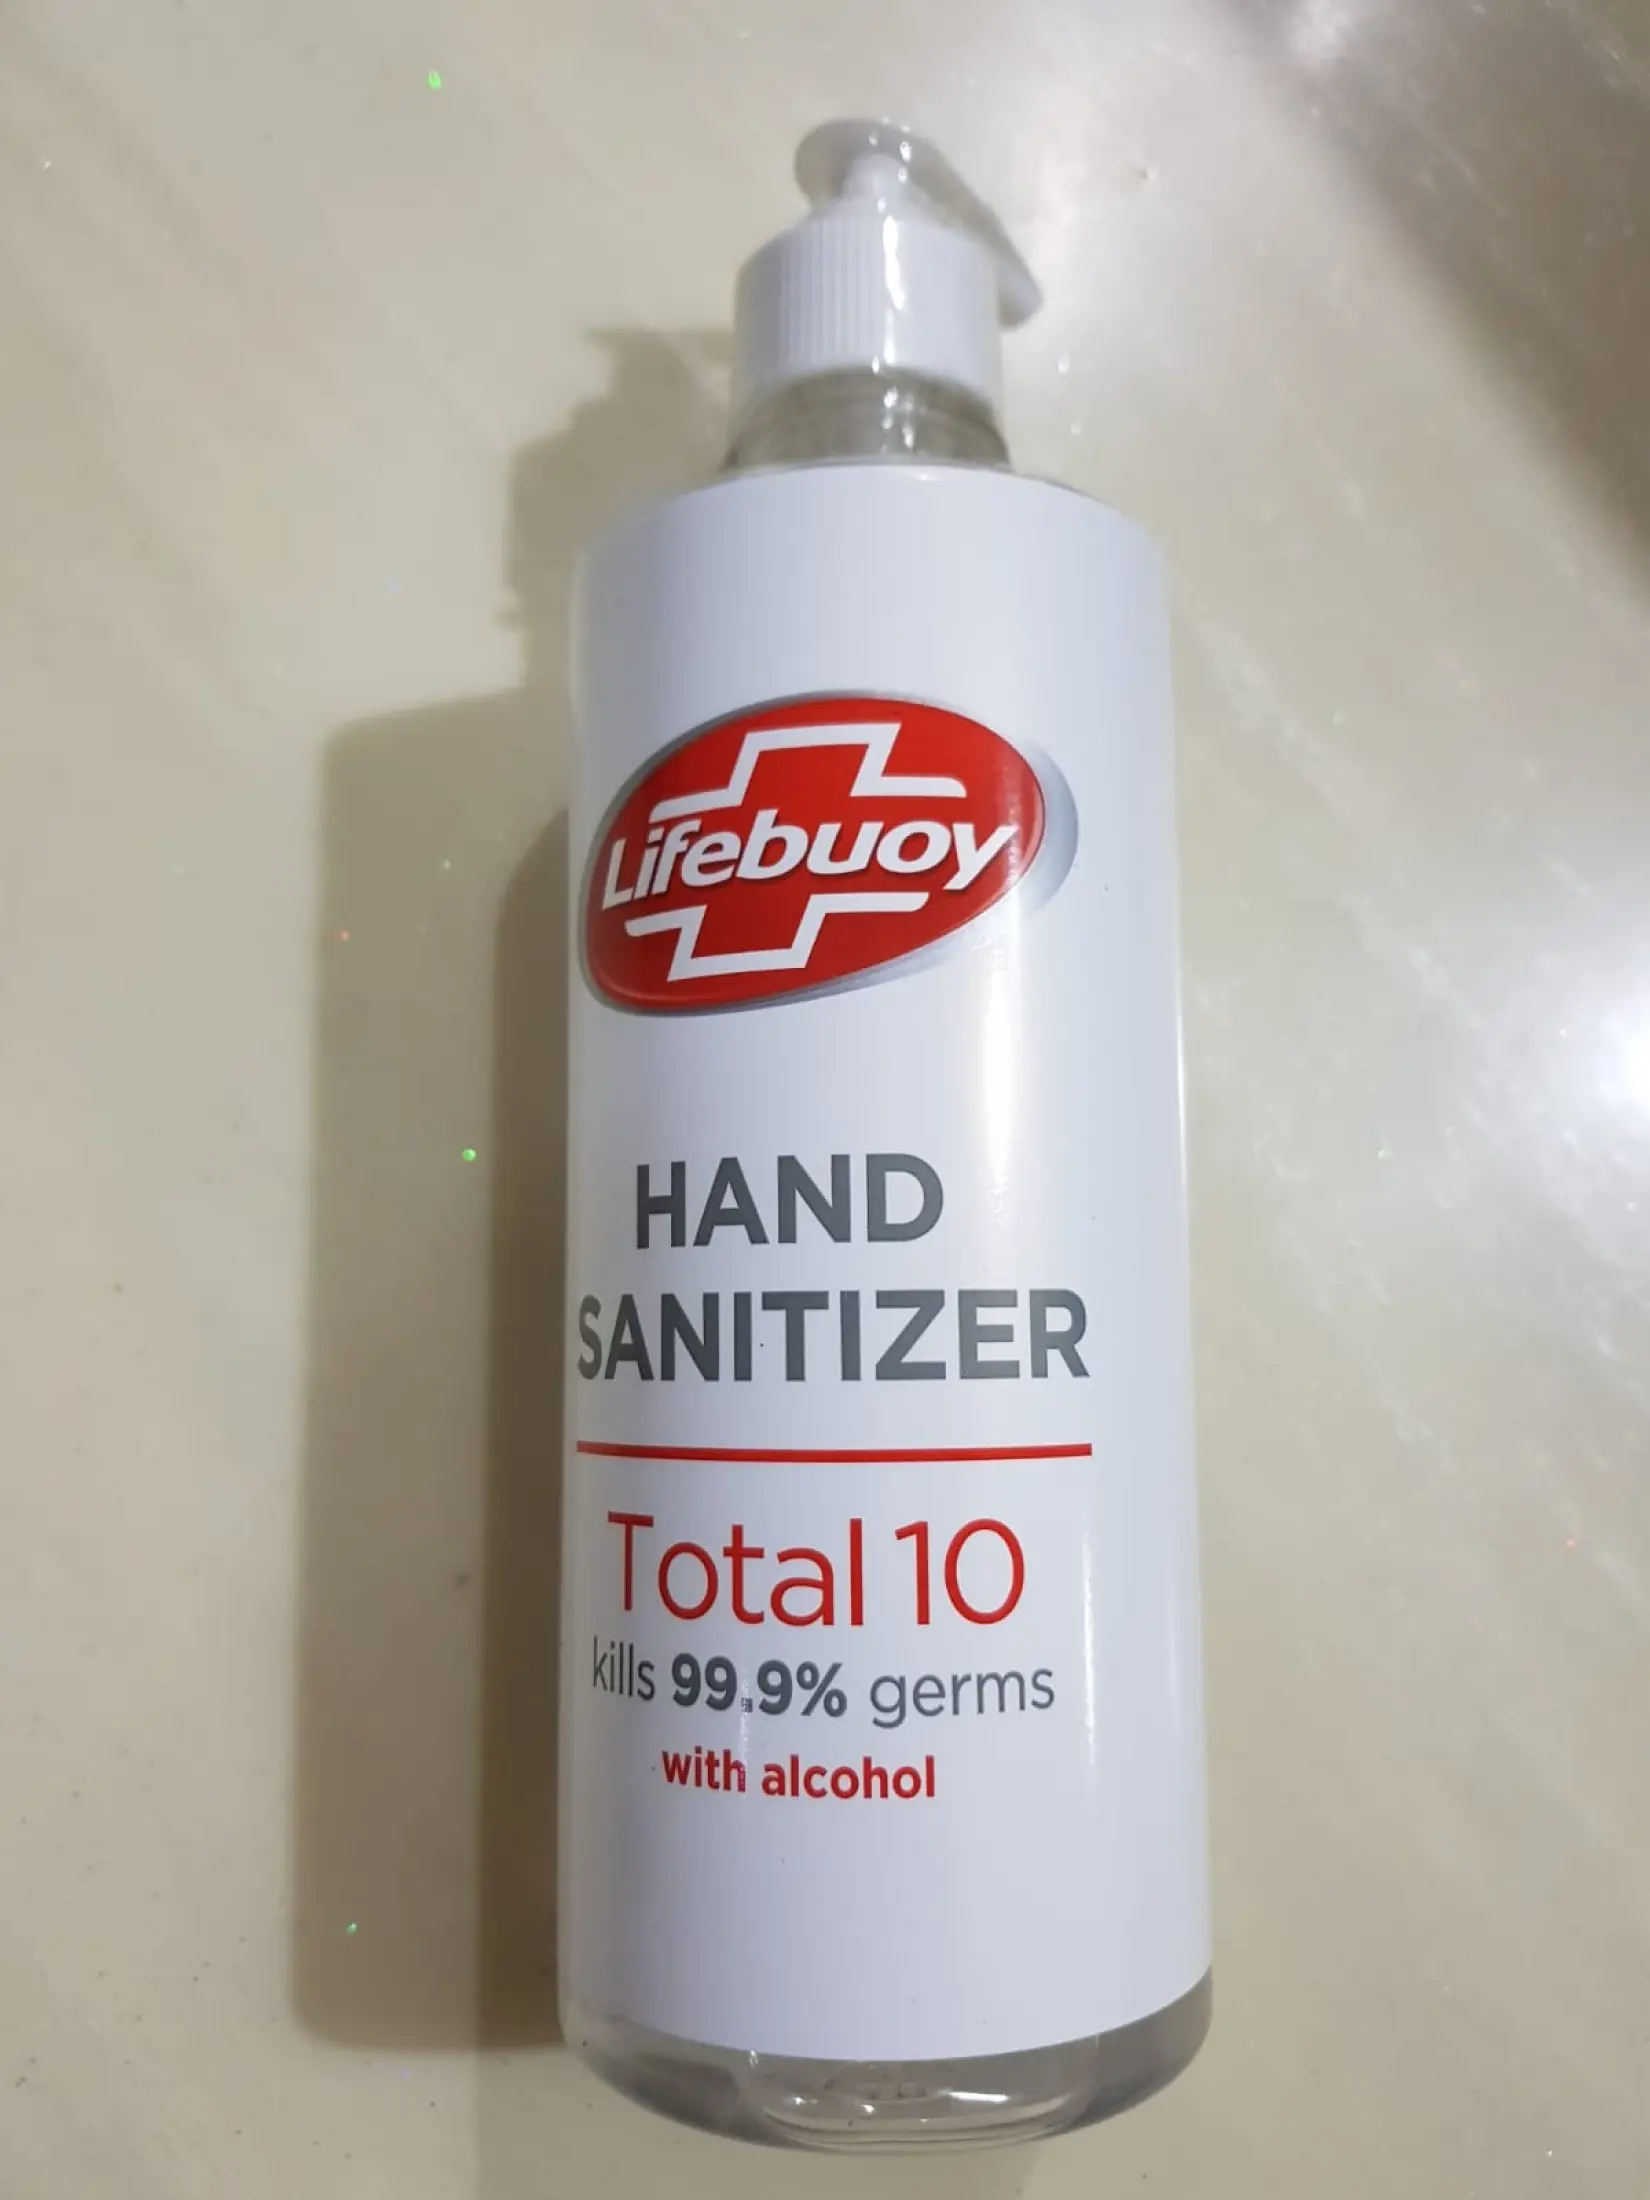 Lifebuoy
HAND
SANITIZER
Total 10
kills 99.9% germs
with alcohol